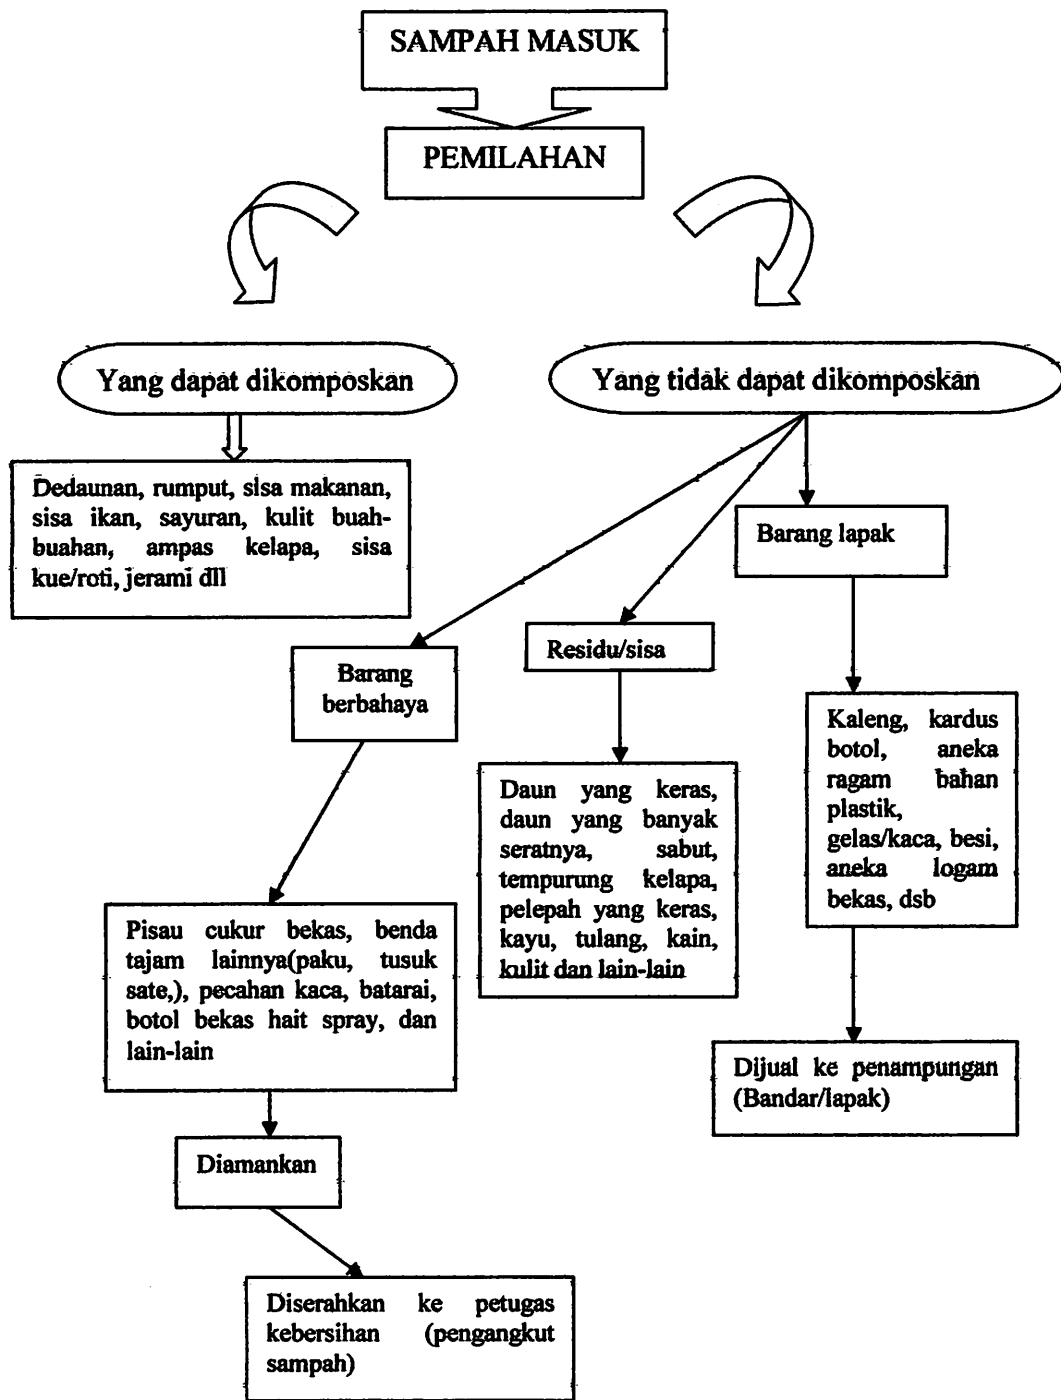 SAMPAH MASUK
PEMILAHAN
Yang dapat dikomposkan
Yang tidak dapat dikomposkan
Dedaunan, rumput, sisa makanan,
sisa ikan, sayuran, kulit buah-
buahan, ampas kelapa, sisa
kue/roti, jerami dll
Barang lapak
Residu/sisa
Barang
berbahaya
Kaleng, kardus
botol, aneka
ragam bahan
plastik,
gelas/kaca, besi,
aneka logam
bekas, dsb
Daun yang keras,
daun yang banyak
seratnya, sabut,
tempurung kelapa,
pelepah yang keras,
kayu, tulang, kain,
kulit dan lain-lain
Pisau cukur bekas, benda
tajam lainnya(paku, tusuk
sate,), pecahan kaca, batarai,
botol bekas hait spray, dan
lain-lain
Dijual ke penampungan
(Bandar/lapak)
Diamankan
Diserahkan ke petugas
kebersihan (pengangkut
sampah)